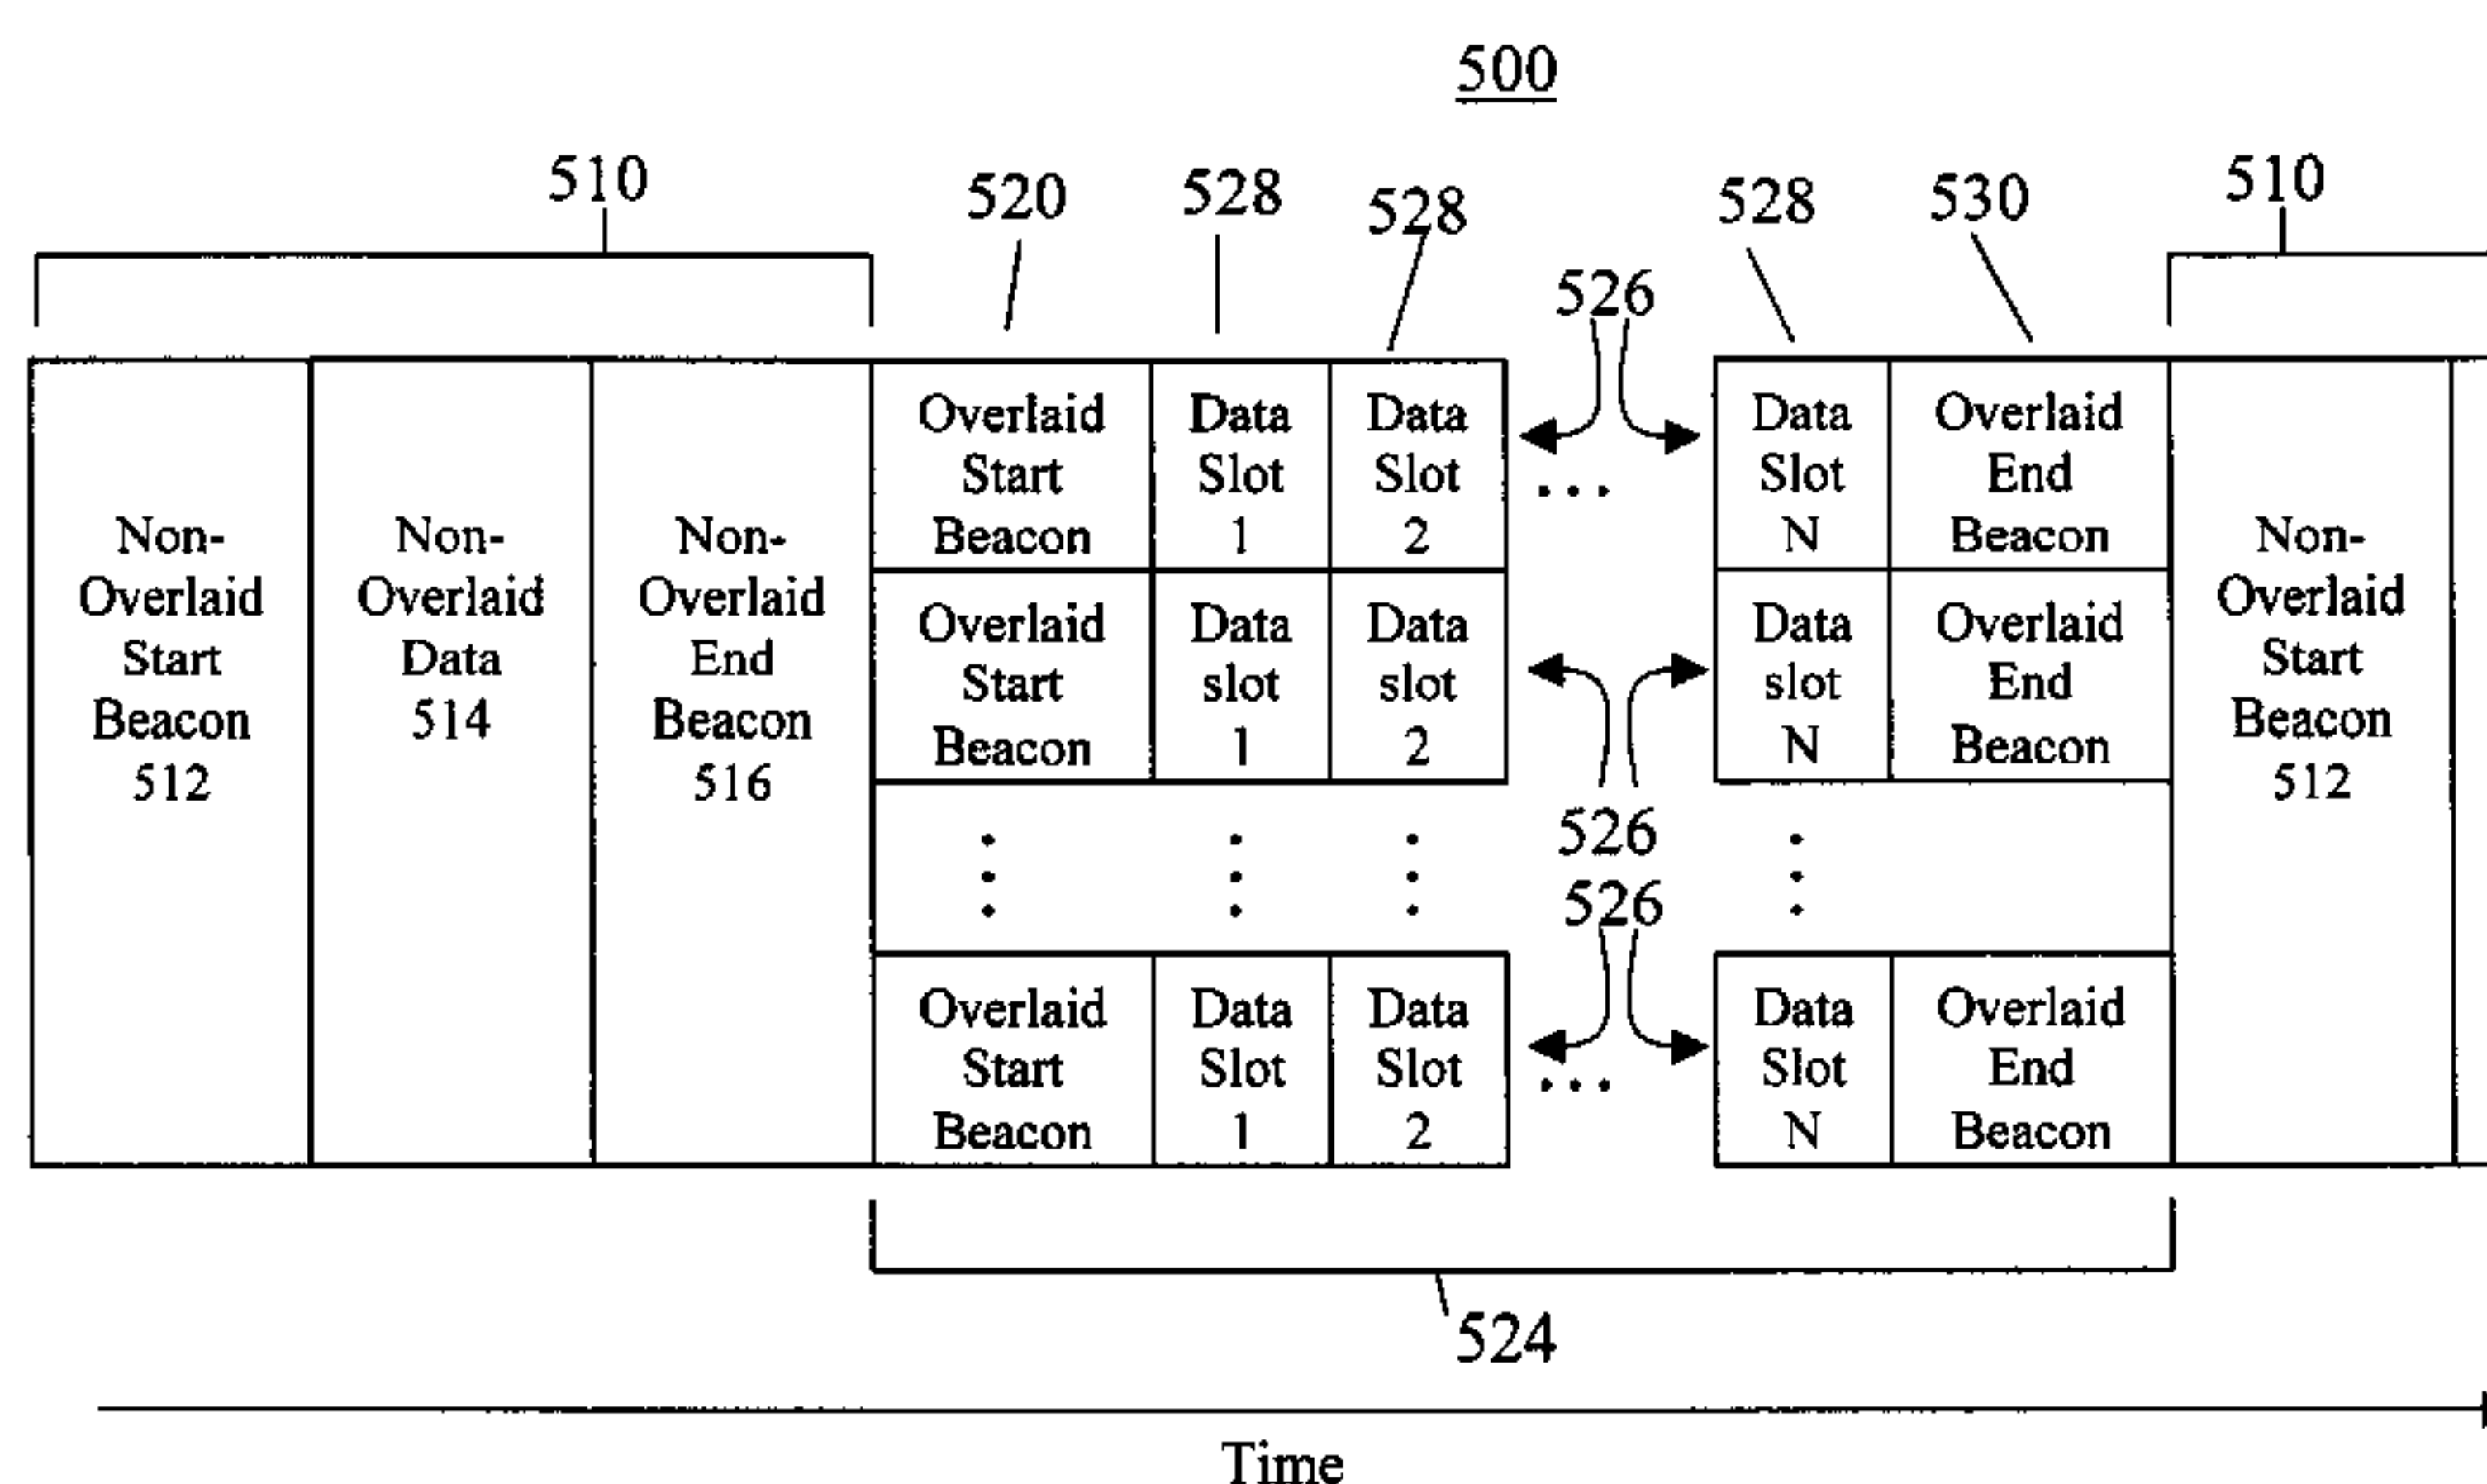 500
510
520
528
528
526
528
530
510
Non-
Overlaid
Start
Beacon
512
Non-
Overlaid
Data
514
Non-
Overlaid
End
Beacon
516
Overlaid
Start
Beacon
Data
Slot
1
Data
Slot
2
...
Data
Slot
N
Overlaid
End
Beacon
Overlaid
Start
Beacon
Data
slot
1
Data
slot
2
526
Data
slot
N
Overlaid
End
Beacon
526
Overlaid
Start
Beacon
Data
Slot
1
Data
Slot
2
...
Data
Slot
N
Overlaid
End
Beacon
Non-
Overlaid
Start
Beacon
512
524
Time